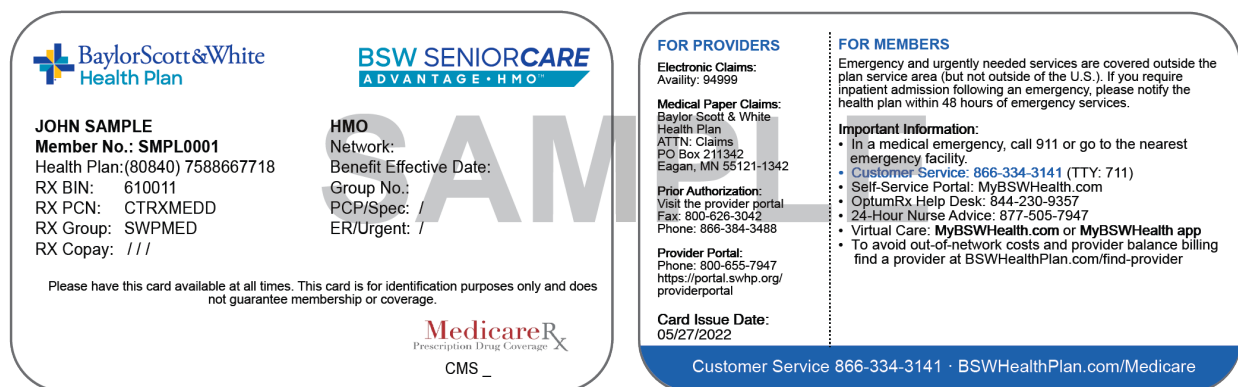 BaylorScott&White
Health Plan
BSW SENIORCARE
ADVANTAGE · HMO™
JOHN SAMPLE
Member No.: SMPL0001
Health Plan:(80840) 7588667718
RX BIN: 610011
RX PCN: CTRXMEDD
RX Group: SWPMED
RX Copay: / / /
HMO
Network:
Benefit Effective Date:
Group No.:
PCP/Spec: /
ER/Urgent: /
Please have this card available at all times. This card is for identification purposes only and does
not guarantee membership or coverage.
MedicareRx
Prescription Drug Coverage
CMS _
SAMPLE
FOR PROVIDERS
Electronic Claims:
Availity: 94999
Medical Paper Claims:
Baylor Scott & White
Health Plan
ATTN: Claims
PO Box 211342
Eagan, MN 55121-1342
Prior Authorization:
Visit the provider portal
Fax: 800-626-3042
Phone: 866-384-3488
Provider Portal:
Phone: 800-655-7947
https://portal.swhp.org/
providerportal
Card Issue Date:
05/27/2022
FOR MEMBERS
Emergency and urgently needed services are covered outside the
plan service area (but not outside of the U.S.). If you require
inpatient admission following an emergency, please notify the
health plan within 48 hours of emergency services.
Important Information:
• In a medical emergency, call 911 or go to the nearest
emergency facility.
• Customer Service: 866-334-3141 (TTY: 711)
• Self-Service Portal: MyBSWHealth.com
• OptumRx Help Desk: 844-230-9357
• 24-Hour Nurse Advice: 877-505-7947
• Virtual Care: MyBSWHealth.com or MyBSWHealth app
• To avoid out-of-network costs and provider balance billing
find a provider at BSWHealthPlan.com/find-provider
Customer Service 866-334-3141 · BSWHealthPlan.com/Medicare